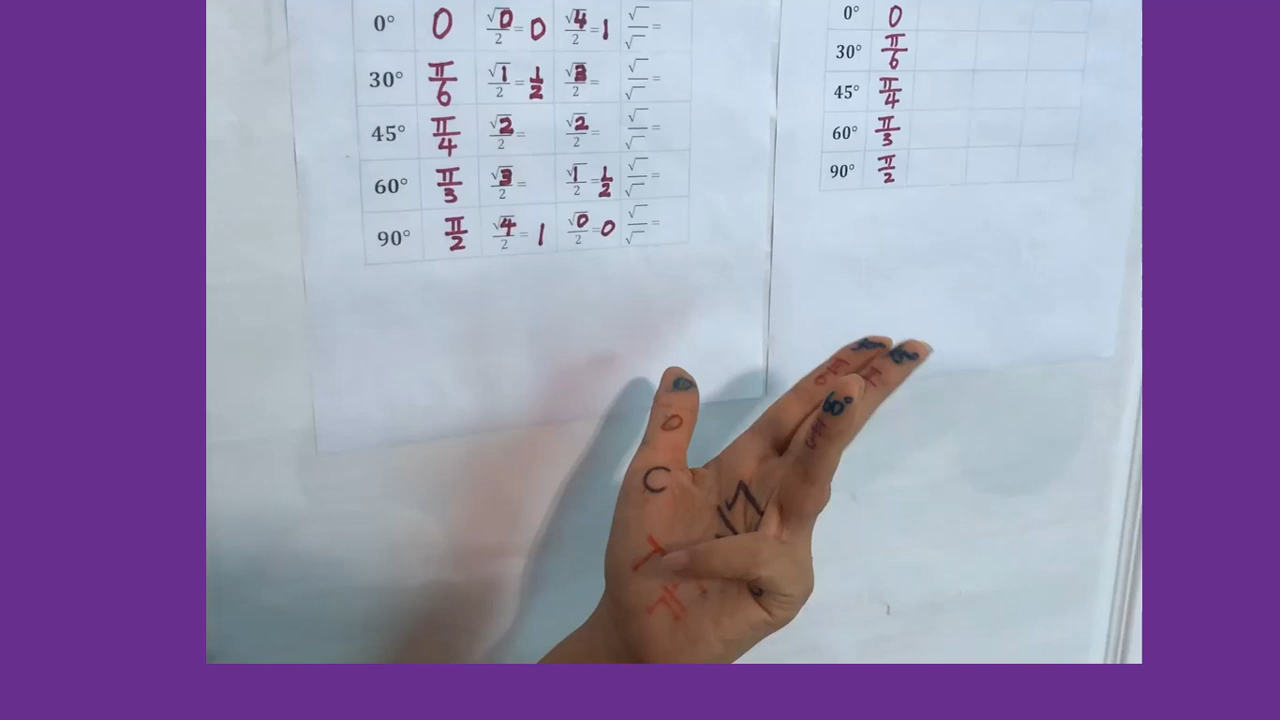 0° 0 √0/2 = 0 √4/2 = 1 √/√ =
30° π/6 √1/2 = 1/2 √3/2 = √/√ =
45° π/4 √2/2 = √2/2 = √/√ =
60° π/3 √3/2 = √1/2 = 1/2 √/√ =
90° π/2 √4/2 = 1 √0/2 = 0 √/√ =
0° 0
30° π/6
45° π/4
60° π/3
90° π/2
60°
0
C